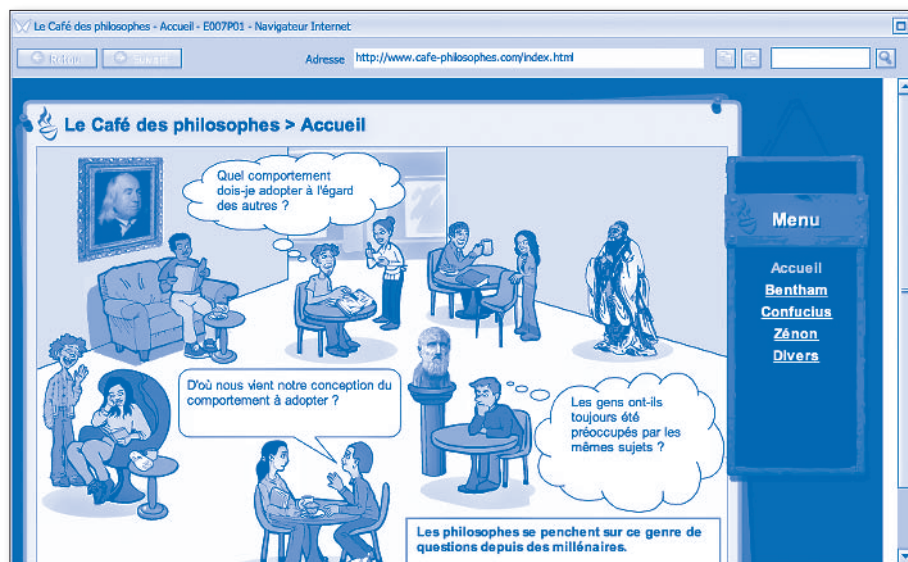 Le Café des philosophes - Accueil - E007P01 - Navigateur Internet
Retour
Suivant
Adresse
http://www.cafe-philosophes.com/index.html
Le Café des philosophes > Accueil
Quel comportement
dois-je adopter à l'égard
des autres ?
Menu
Accueil
Bentham
Confucius
Zénon
Divers
D'où nous vient notre conception du
comportement à adopter ?
Les gens ont-ils
toujours été
préoccupés par les
mêmes sujets ?
Les philosophes se penchent sur ce genre de
questions depuis des millénaires.